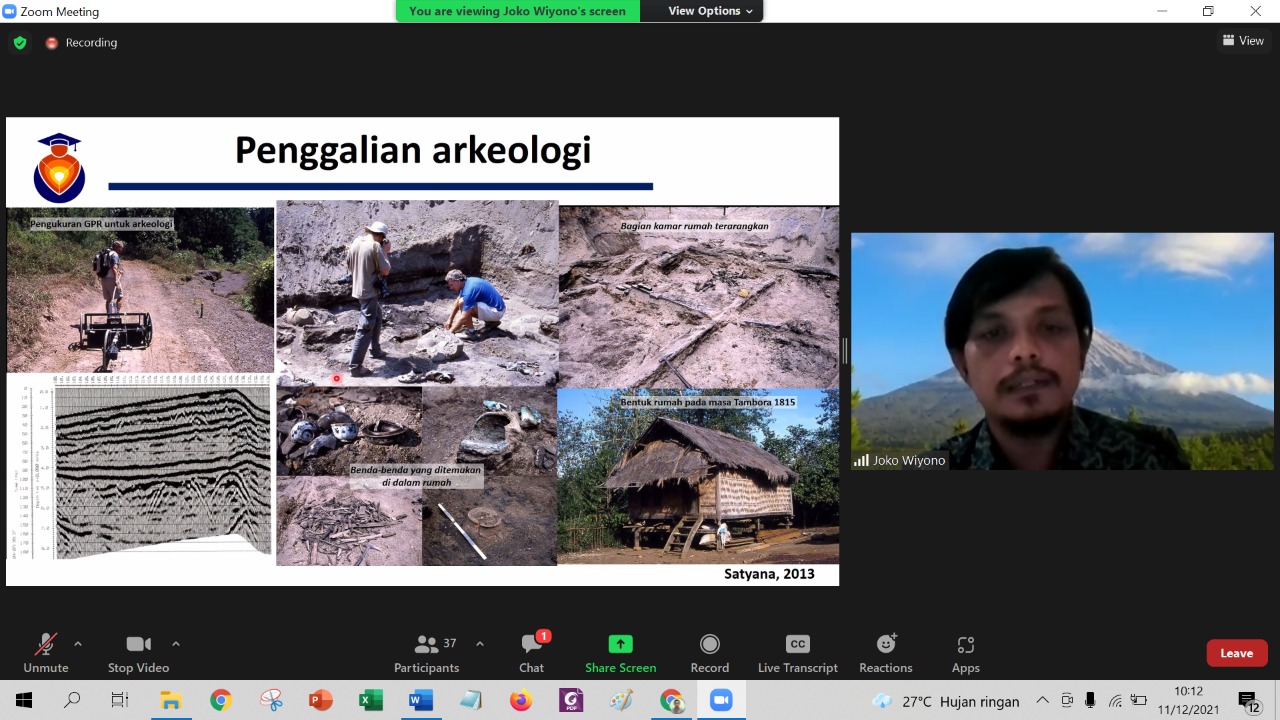 Zoom Meeting
You are viewing Joko Wiyono's screen
View Options
Recording
View
Penggalian arkeologi
Pengukuran GPR untuk arkeologi
Bagian kamar rumah terarangkan
Bentuk rumah pada masa Tambora 1815
Benda-benda yang ditemakan
di dalam rumah
Satyana, 2013
Joko Wiyono
37
1
Unmute
Stop Video
Participants
Chat
Share Screen
CC
Record
Live Transcript
Reactions
Apps
Leave
27°C Hujan ringan
10:12
11/12/2021
12